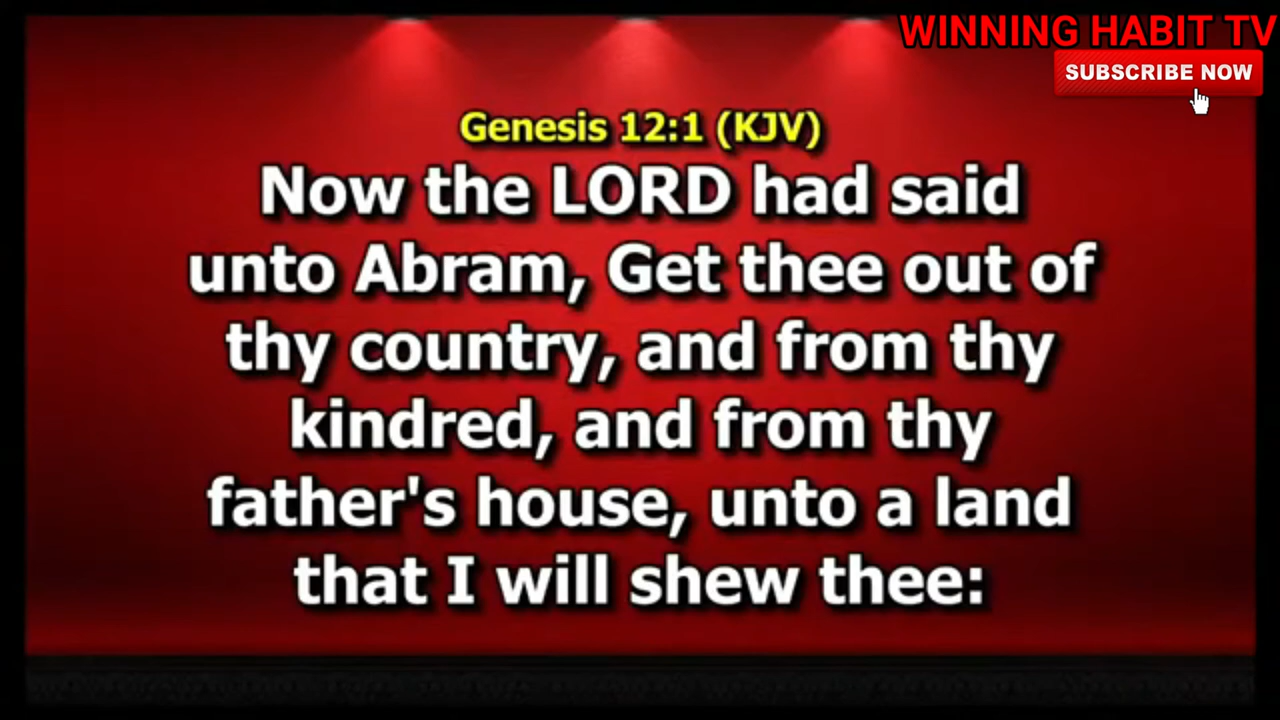 WINNING HABIT TV
SUBSCRIBE NOW
Genesis 12:1 (KJV)
Now the LORD had said
unto Abram, Get thee out of
thy country, and from thy
kindred, and from thy
father's house, unto a land
that I will shew thee: